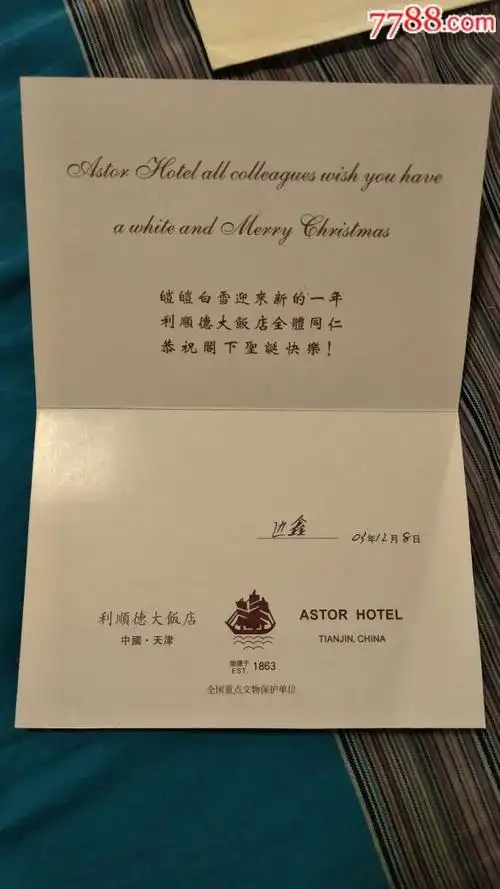 7788.com
Astor Hotel all colleagues wish you have
a white and Merry Christmas
皚皚白雪迎來新的一年
利順德大飯店全體同仁
恭祝閣下聖誕快樂！
边鑫
年12月8日
利順德大飯店
中國·天津
始建于
EST. 1863
ASTOR HOTEL
TIANJIN, CHINA
全国重点文物保护单位